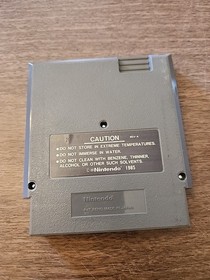 CAUTION
•DO NOT STORE IN EXTREME TEMPERATURES.
•DO NOT IMMERSE IN WATER.
•DO NOT CLEAN WITH BENZENE, THINNER,
ALCOHOL OR OTHER SUCH SOLVENTS.
©Nintendo 1985
Nintendo